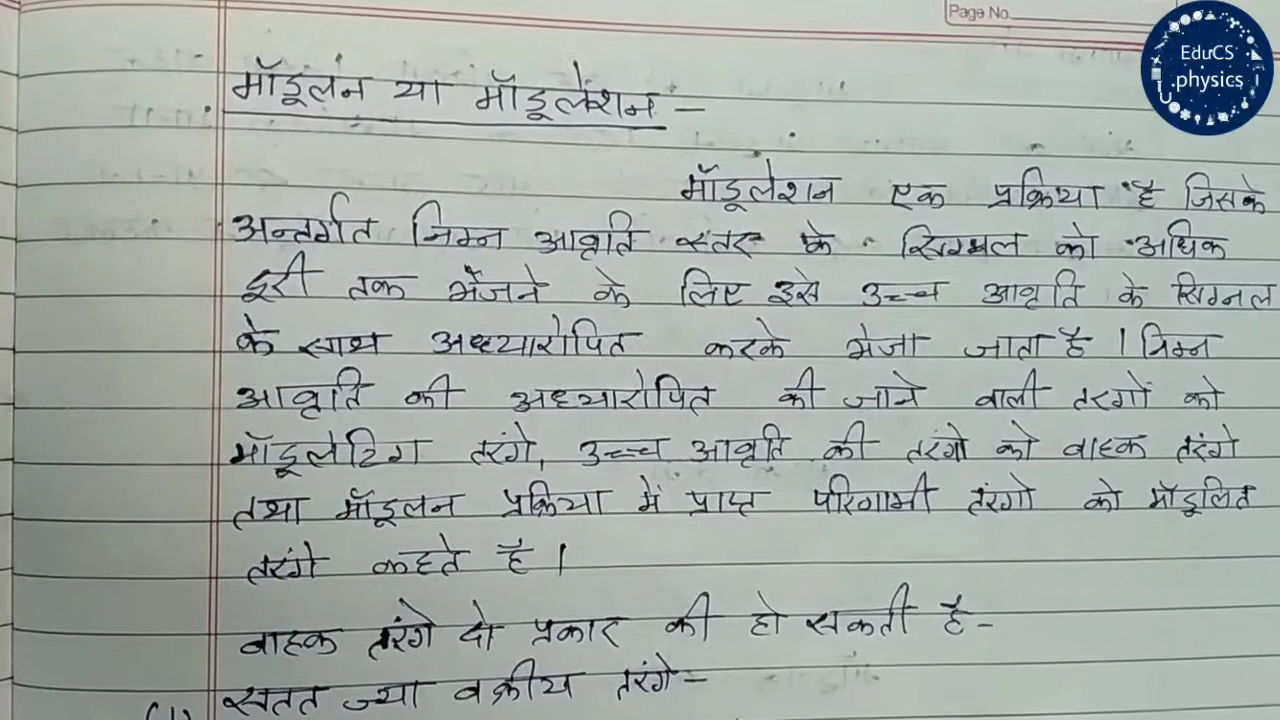 Page No.
EduCS
physics
मॉडूलन या मॉडूलेशन -
मॉडूलेशन एक प्रक्रिया है जिसके
अन्तर्गत निम्न आवृति स्तर के सिग्नल को अधिक
दूरी तक भेजने के लिए इसे उच्च आवृति के सिग्नल
के साथ अध्यारोपित करके भेजा जाता है । निम्न
आवृति की अध्यारोपित की जाने वाली तरगों को
मॉडूलेटिग तरंगे, उच्च आवृति की तरंगो को वाहक तरंगे
तथा मॉडूलन प्रक्रिया में प्राप्त परिणामी तरंगो को मॉडूलित
तरंगे कहते है ।
वाहक तरंगे दो प्रकार की हो सकती है -
(1) सतत ज्या वक्रीय तरंगे -